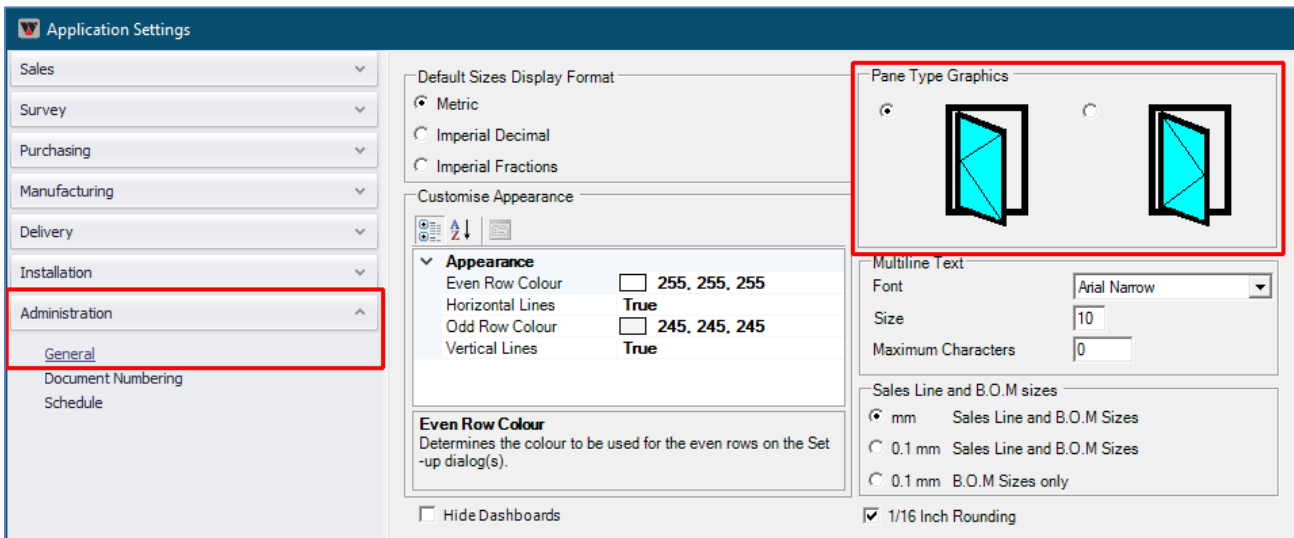 Application Settings
Sales
Survey
Purchasing
Manufacturing
Delivery
Installation
Administration
General
Document Numbering
Schedule
Default Sizes Display Format
Metric
Imperial Decimal
Imperial Fractions
Customise Appearance
A
Z
Appearance
Even Row Colour 255, 255, 255
Horizontal Lines True
Odd Row Colour 245, 245, 245
Vertical Lines True
Even Row Colour
Determines the colour to be used for the even rows on the Set
-up dialog(s).
Hide Dashboards
Pane Type Graphics
Multiline Text
Font Arial Narrow
Size 10
Maximum Characters 0
Sales Line and B.O.M sizes
mm Sales Line and B.O.M Sizes
0.1 mm Sales Line and B.O.M Sizes
0.1 mm B.O.M Sizes only
1/16 Inch Rounding